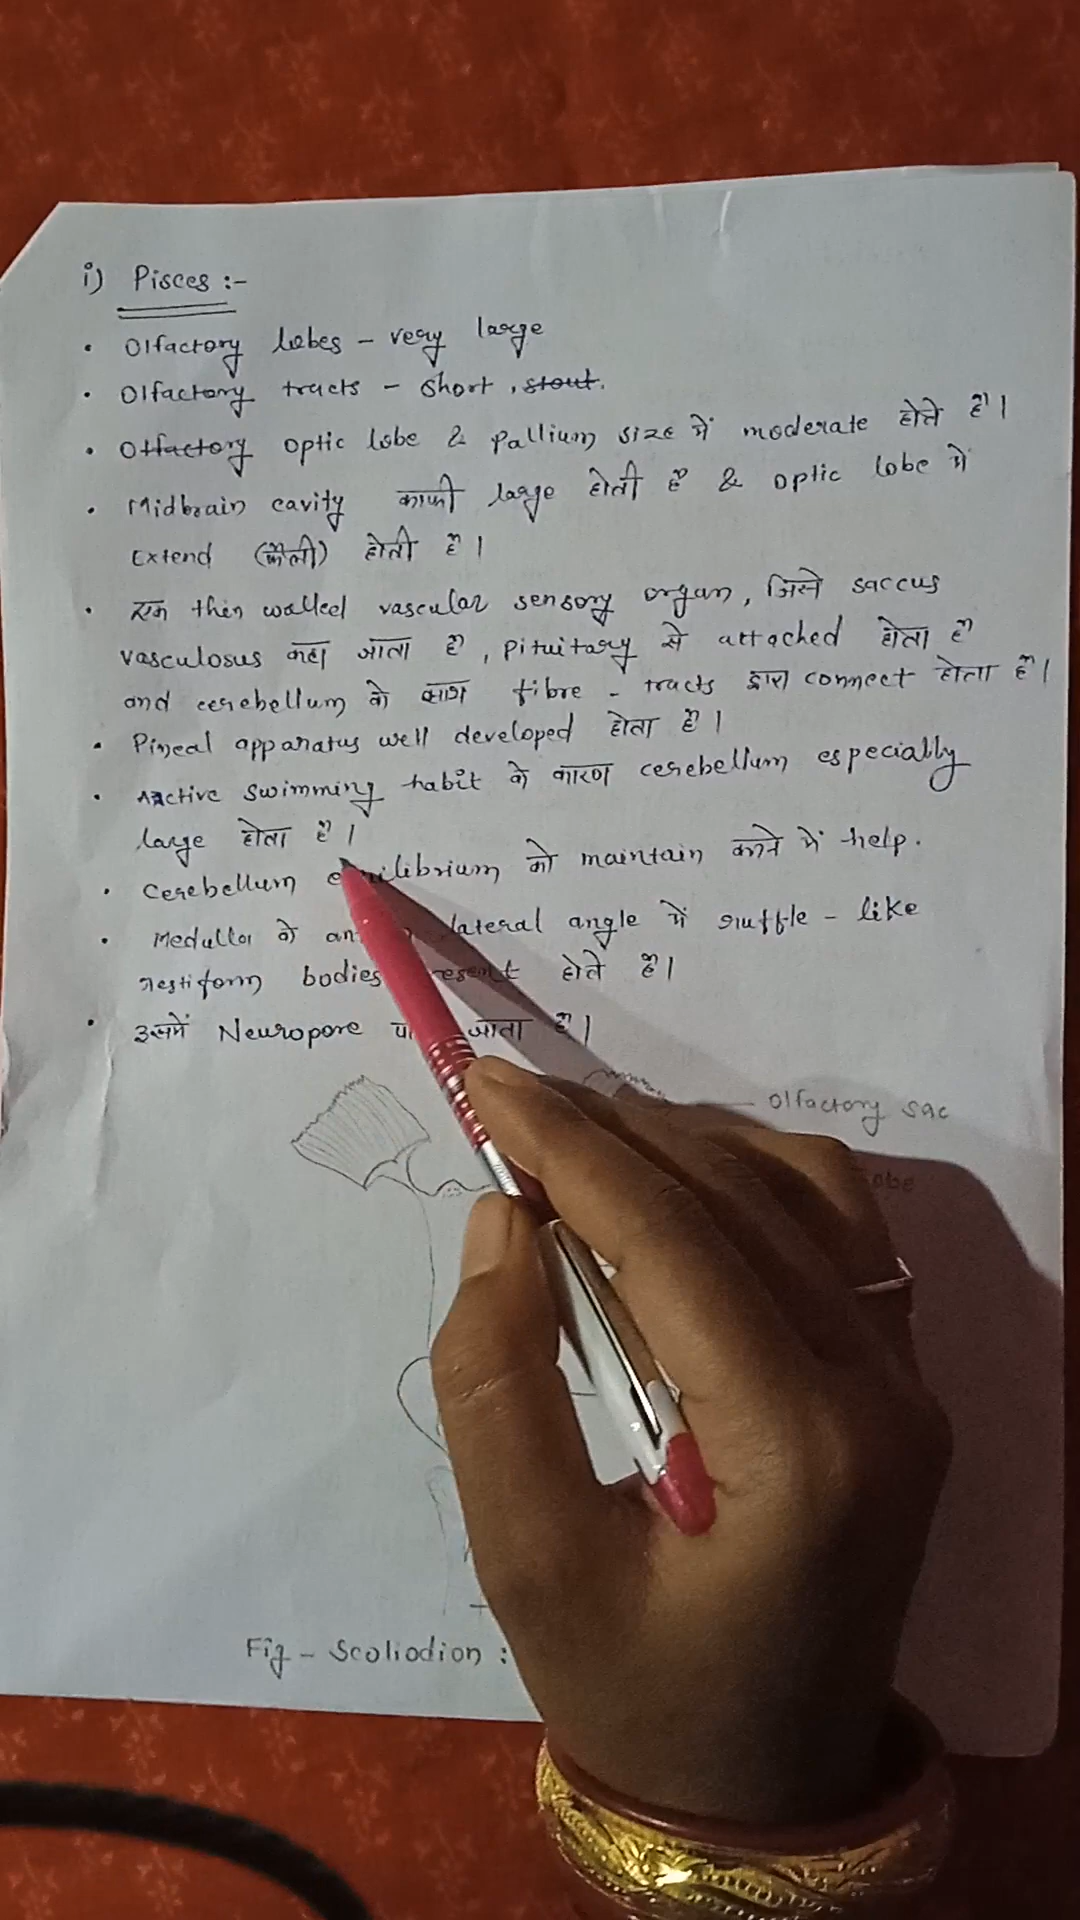 i) Pisces :-
• Olfactory lobes - very large
• Olfactory tracts - short, stout.
• Olfactory optic lobe & Pallium size में moderate होते हैं।
• Midbrain cavity काफी large होती है & optic lobe में
Extend (फैली) होती है।
• एक thin walled vascular sensory organ, जिसे saccus
vasculosus कहा जाता है, pituitary से attached होता है
and cerebellum के साथ fibre - tracts द्वारा connect होता है।
• Pineal apparatus well developed होता है।
• Active swimming habit के कारण cerebellum especially
large होता है।
• Cerebellum को maintain करने में help.
• Medulla के lateral angle में ruffle - like
restiform bodies होते हैं।
• उसमें Neuropore जाता है।
Olfactory sac
Fig - Scoliodion :